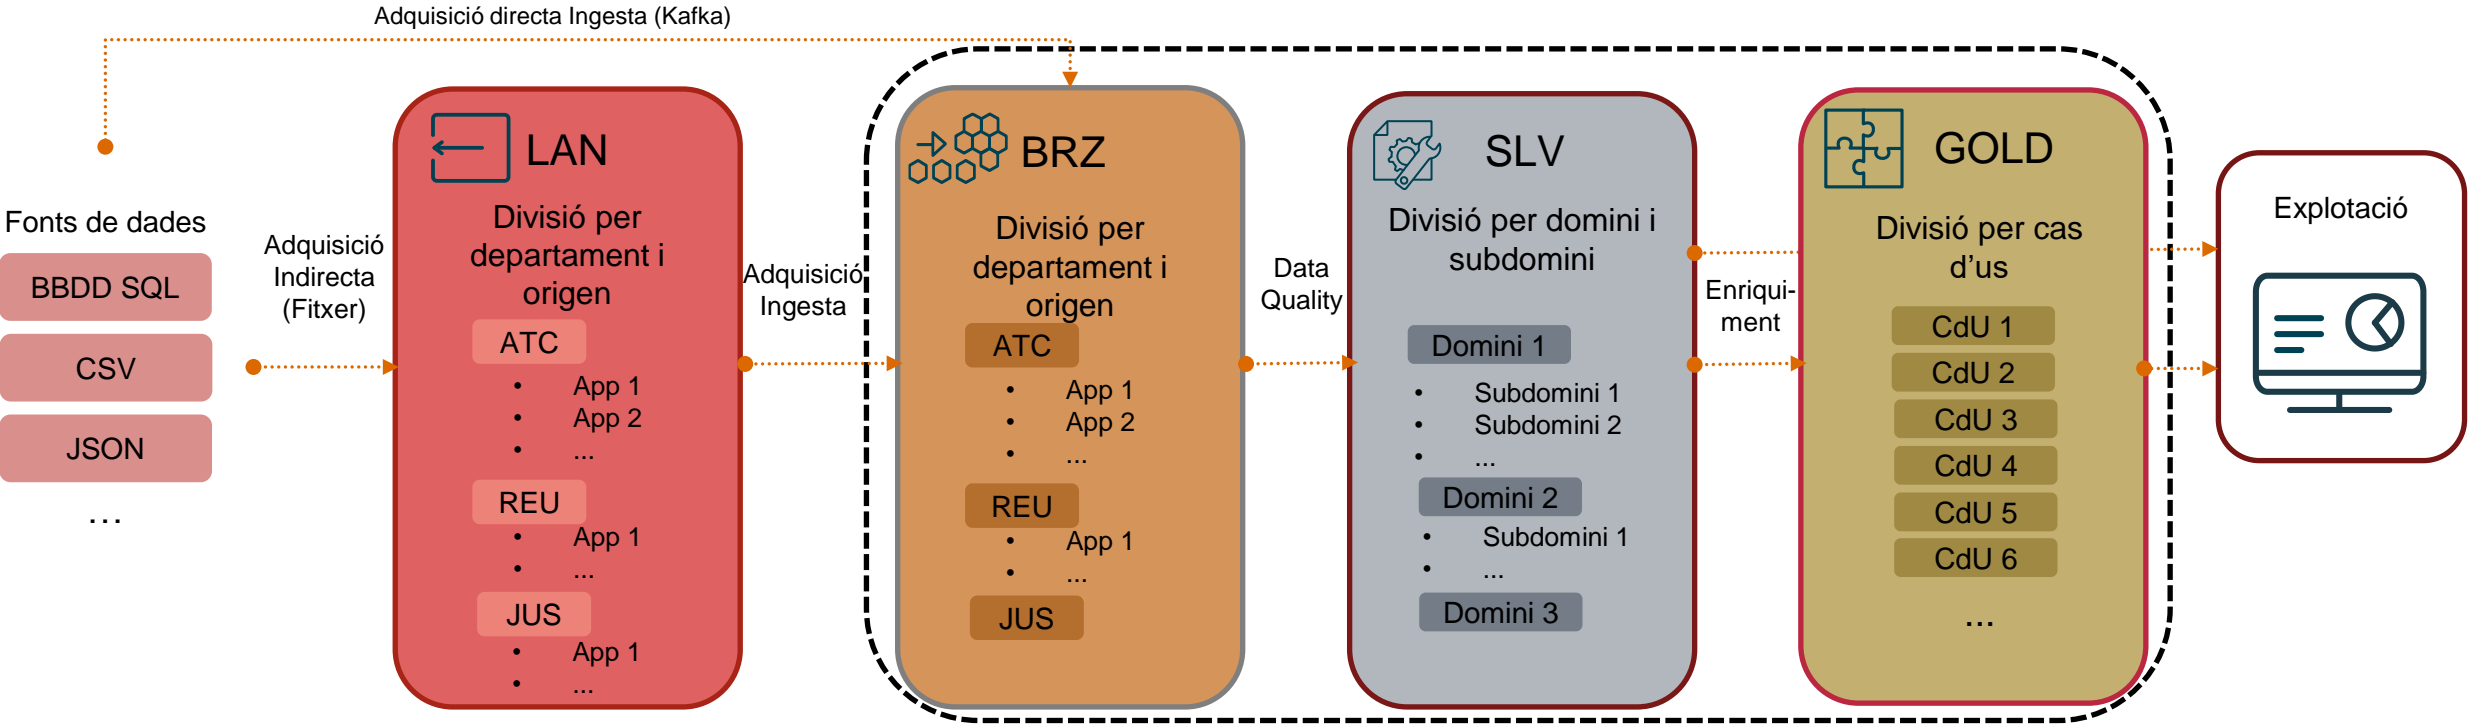 Adquisició directa Ingesta (Kafka)
Fonts de dades
BBDD SQL
CSV
JSON
...
Adquisició
Indirecta
(Fitxer)
LAN
Divisió per
departament i
origen
ATC
• App 1
• App 2
• ...
REU
• App 1
• ...
JUS
• App 1
• ...
Adquisició
Ingesta
BRZ
Divisió per
departament i
origen
ATC
• App 1
• App 2
• ...
REU
• App 1
• ...
JUS
Data
Quality
SLV
Divisió per domini i
subdomini
Domini 1
• Subdomini 1
• Subdomini 2
• ...
Domini 2
• Subdomini 1
• ...
Domini 3
Enriqui-
ment
GOLD
Divisió per cas
d’us
CdU 1
CdU 2
CdU 3
CdU 4
CdU 5
CdU 6
...
Explotació